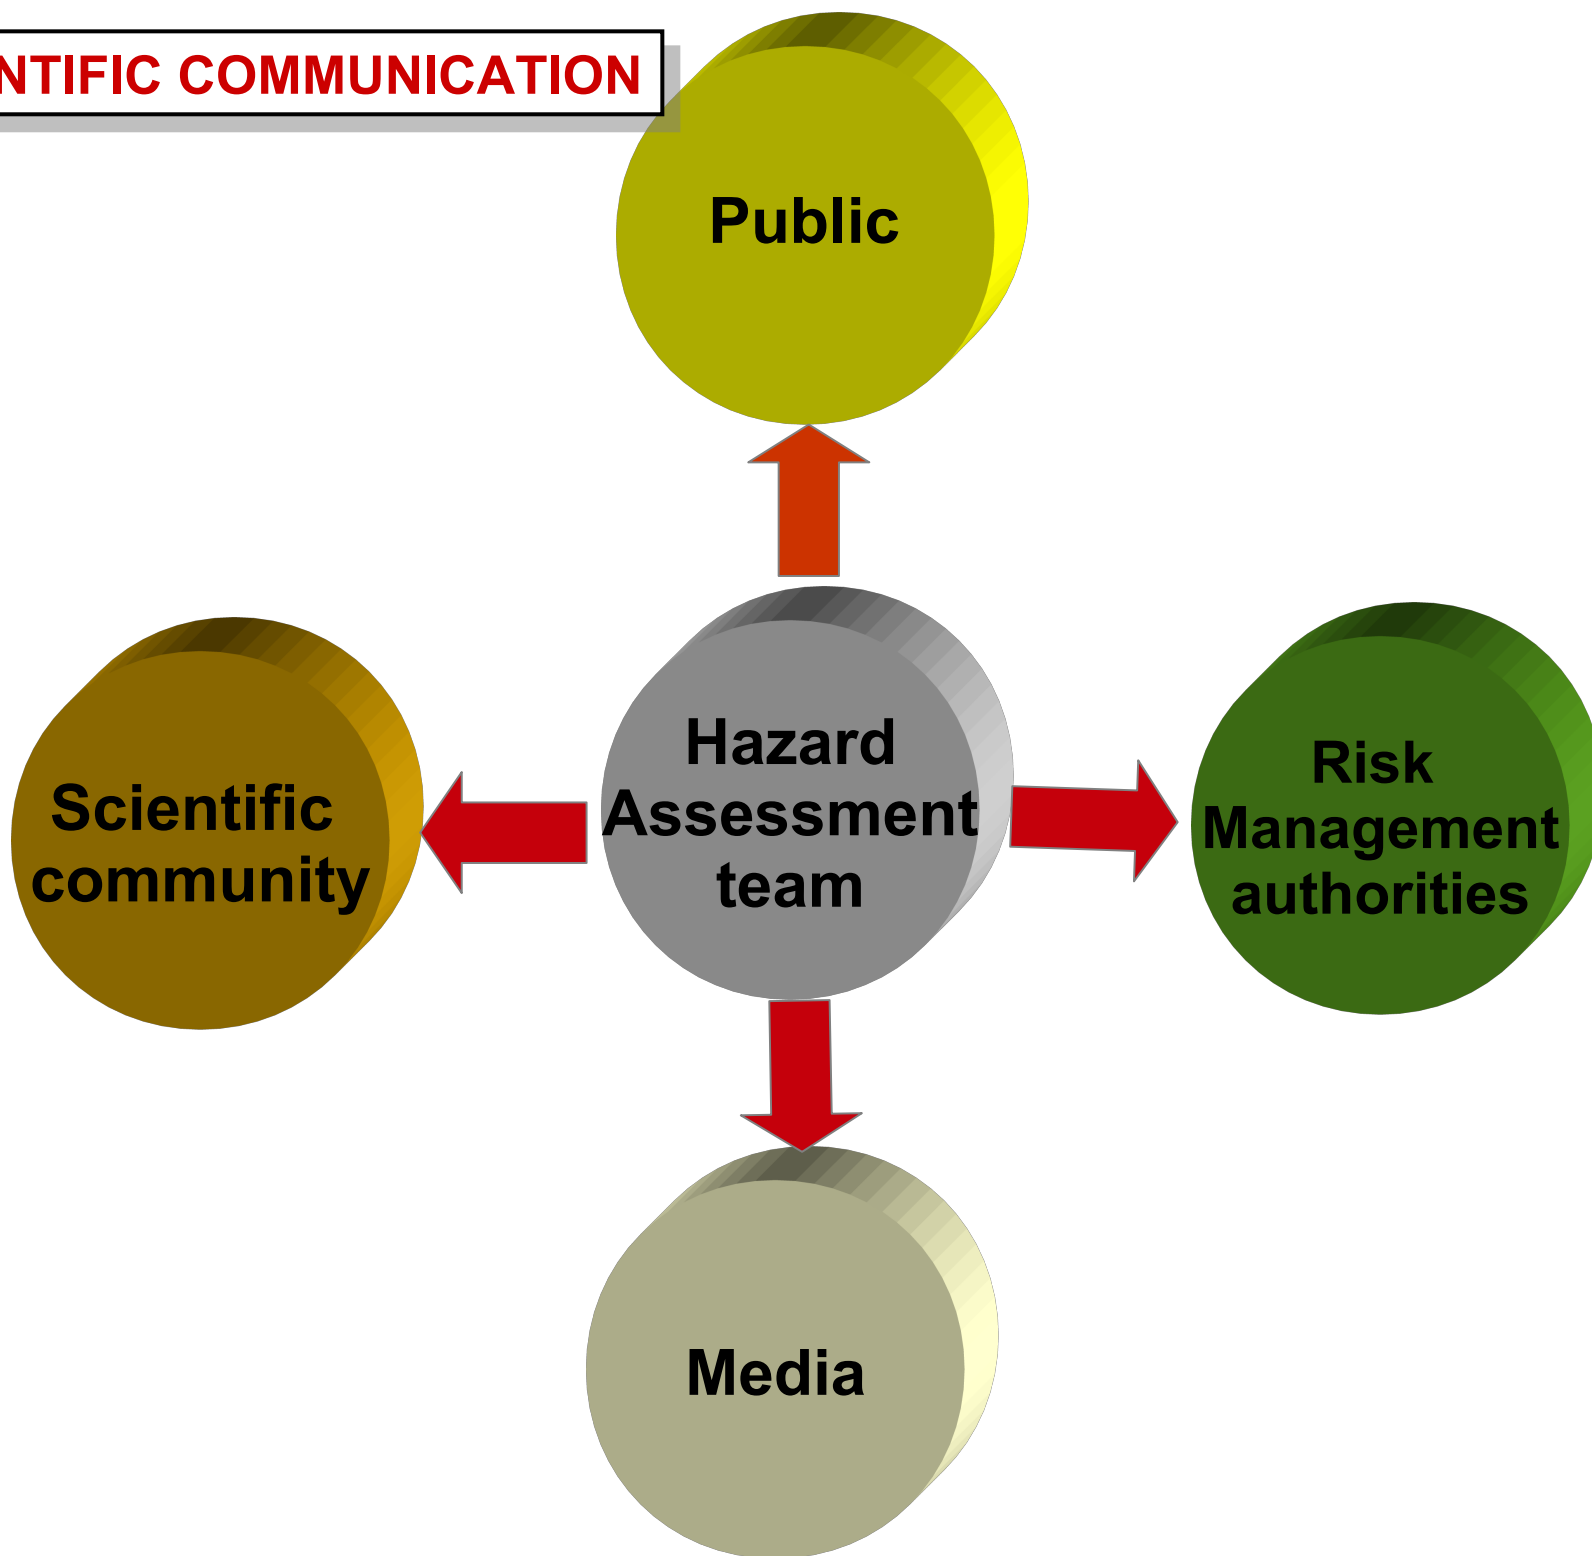 NTIFIC COMMUNICATION
Public
Hazard
Assessment
team
Scientific
community
Risk
Management
authorities
Media